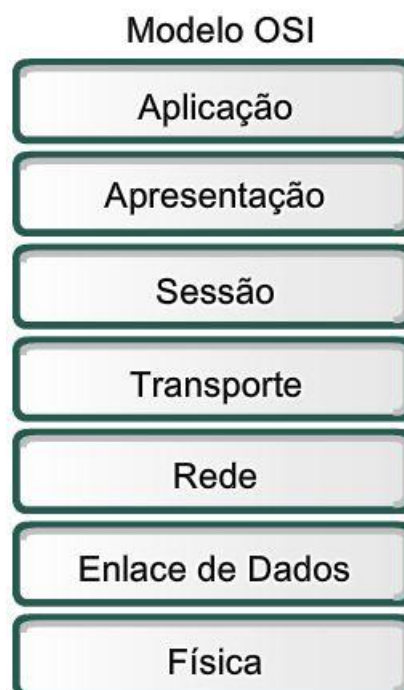 Modelo OSI
Aplicação
Apresentação
Sessão
Transporte
Rede
Enlace de Dados
Física